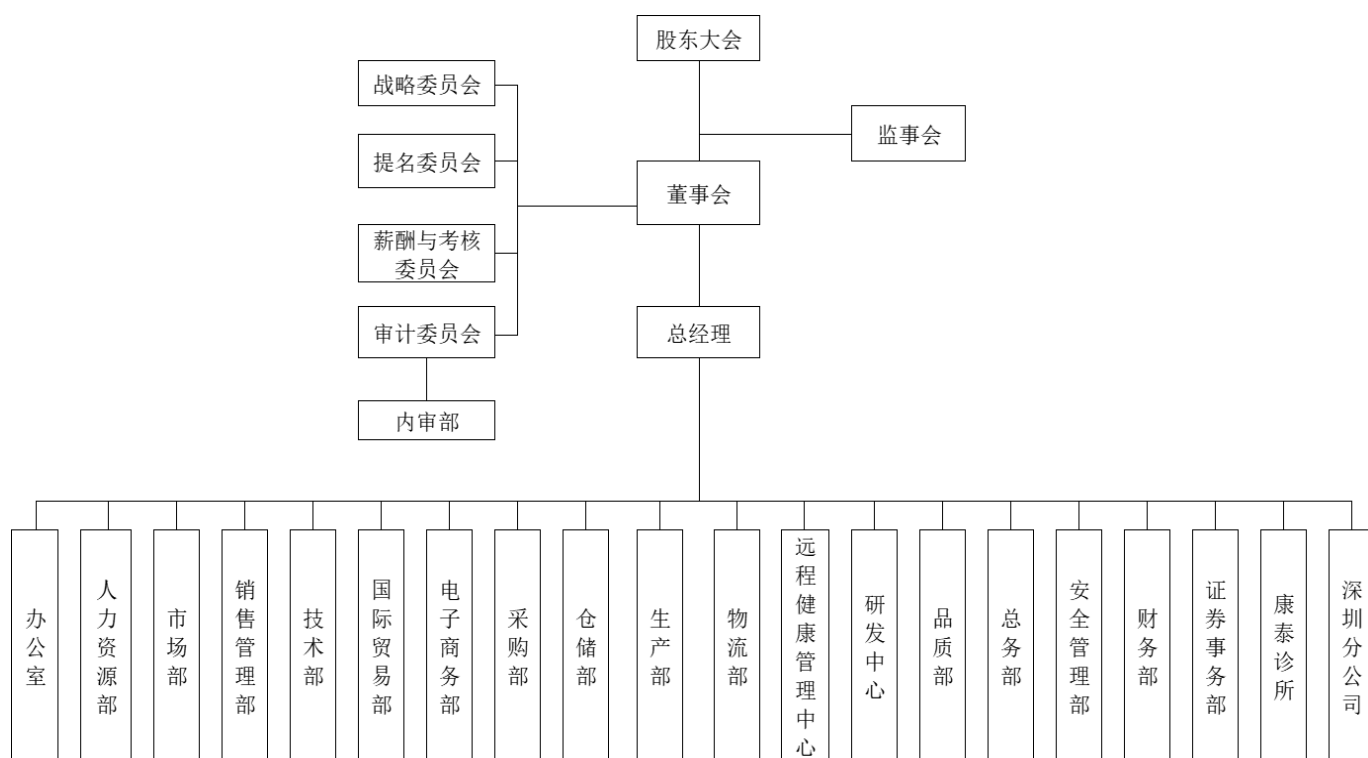 股东大会
战略委员会
监事会
提名委员会
董事会
薪酬与考核
委员会
审计委员会
总经理
内审部
办公室
人力资源部
市场部
销售管理部
技术部
国际贸易部
电子商务部
采购部
仓储部
生产部
物流部
远程健康管理中心
研发中心
品质部
总务部
安全管理部
财务部
证券事务部
康泰诊所
深圳分公司